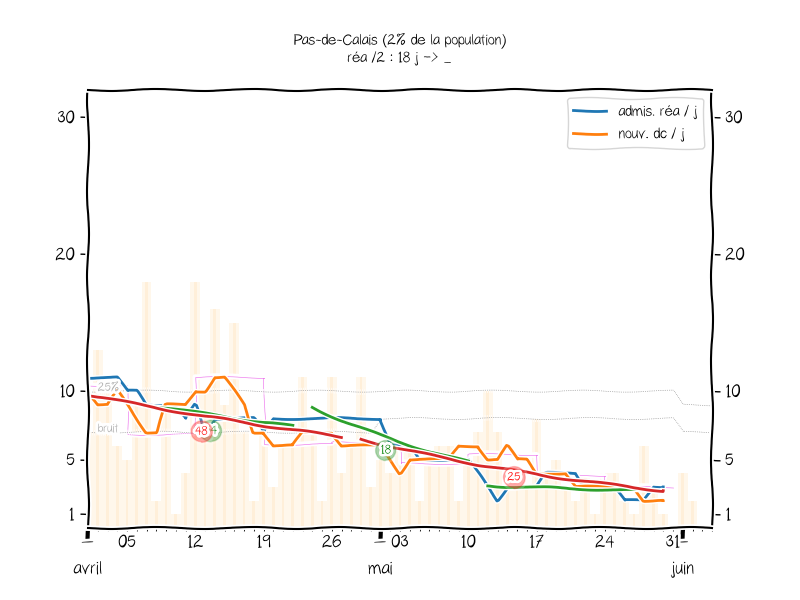 Pas-de-Calais (2% de la population)
réa /2 : 18 j -> _
admis. réa / j
nouv. dc / j
30 30
20 20
10 10
5 5
1 1
25%
bruit
48
4
18
25
05 12 19 26 03 10 17 24 31
avril mai juin